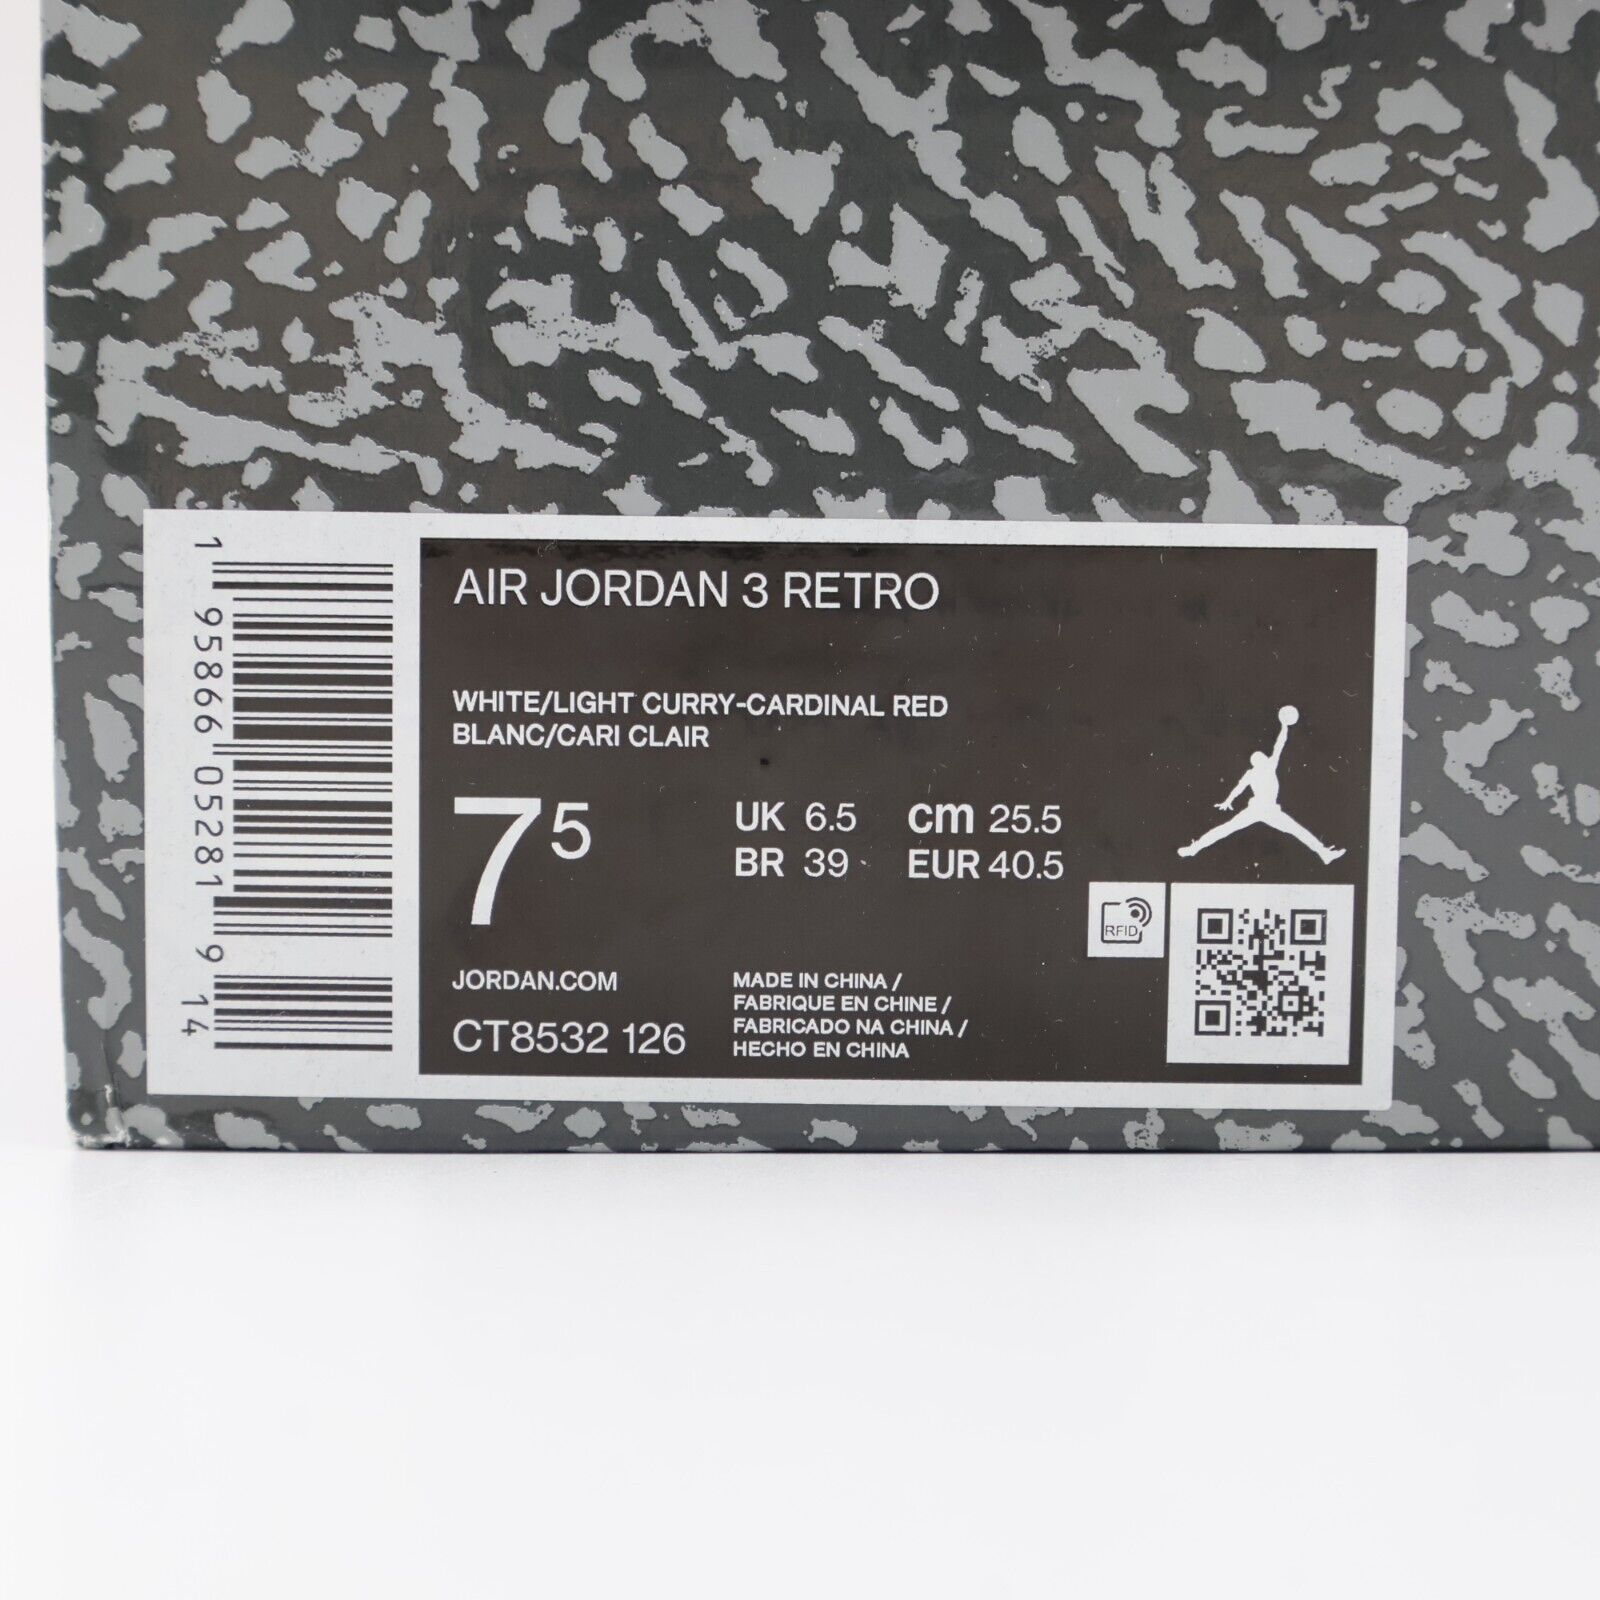 AIR JORDAN 3 RETRO
WHITE/LIGHT CURRY-CARDINAL RED
BLANC/CARI CLAIR
7 5
UK 6.5 cm 25.5
BR 39 EUR 40.5
RFID
JORDAN.COM
CT8532 126
MADE IN CHINA /
FABRIQUE EN CHINE /
FABRICADO NA CHINA /
HECHO EN CHINA
1 95866 05281 9 14